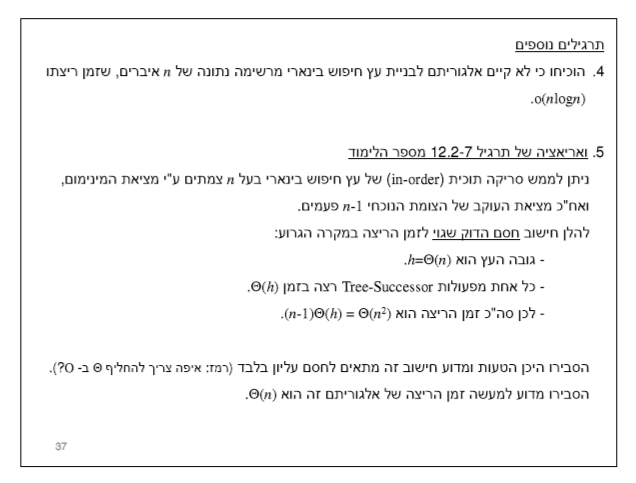 תרגילים נוספים
4. הוכיחו כי לא קיים אלגוריתם לבניית עץ חיפוש בינארי מרשימה נתונה של n איברים, שזמן ריצתו
o(nlogn).
5. ואריאציה של תרגיל 12.2-7 מספר הלימוד
ניתן לממש סריקה תוכית (in-order) של עץ חיפוש בינארי בעל n צמתים ע"י מציאת המינימום,
ואח"כ מציאת העוקב של הצומת הנוכחי n-1 פעמים.
להלן חישוב חסם הדוק שגוי לזמן הריצה במקרה הגרוע:
- גובה העץ הוא h=Θ(n).
- כל אחת מפעולות Tree-Successor רצה בזמן Θ(h).
- לכן סה"כ זמן הריצה הוא (n-1)Θ(h) = Θ(n²).
הסבירו היכן הטעות ומדוע חישוב זה מתאים לחסם עליון בלבד (רמז: איפה צריך להחליף Θ ב- O?).
הסבירו מדוע למעשה זמן הריצה של אלגוריתם זה הוא Θ(n).
37